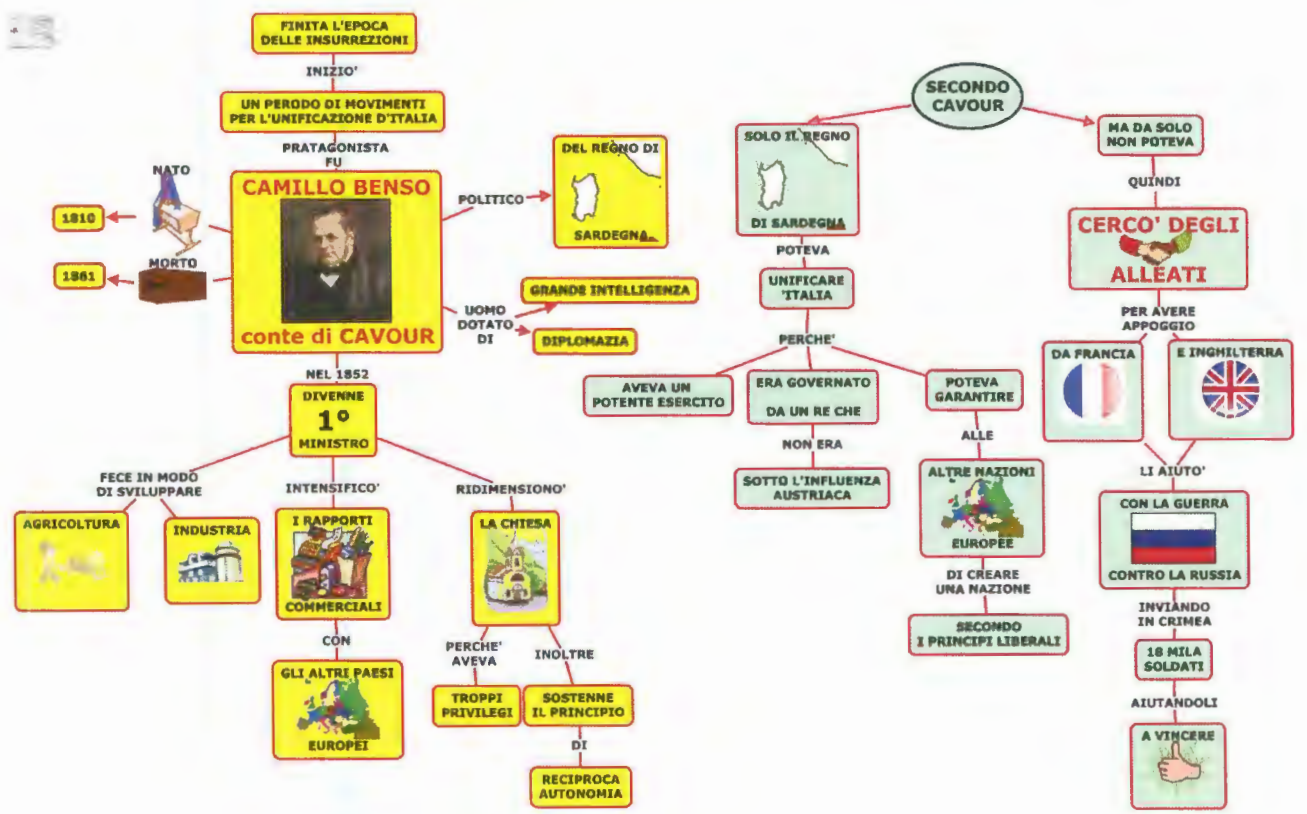 FINITA L'EPOCA
DELLE INSURREZIONI
INIZIO'
UN PERODO DI MOVIMENTI
PER L'UNIFICAZIONE D'ITALIA
PRATAGONISTA
FU
CAMILLO BENSO
conte di CAVOUR
NATO
1810
MORTO
1861
POLITICO
DEL REGNO DI
SARDEGNA
UOMO
DOTATO
DI
GRANDE INTELLIGENZA
DIPLOMAZIA
NEL 1852
DIVENNE
1º
MINISTRO
FECE IN MODO
DI SVILUPPARE
AGRICOLTURA
INDUSTRIA
INTENSIFICO'
I RAPPORTI
COMMERCIALI
CON
GLI ALTRI PAESI
EUROPEI
RIDIMENSIONO'
LA CHIESA
PERCHE'
AVEVA
TROPPI
PRIVILEGI
INOLTRE
SOSTENNE
IL PRINCIPIO
DI
RECIPROCA
AUTONOMIA
SECONDO
CAVOUR
SOLO IL REGNO
DI SARDEGNA
POTEVA
UNIFICARE
'ITALIA
PERCHE'
AVEVA UN
POTENTE ESERCITO
ERA GOVERNATO
DA UN RE CHE
NON ERA
SOTTO L'INFLUENZA
AUSTRIACA
POTEVA
GARANTIRE
ALLE
ALTRE NAZIONI
EUROPEE
DI CREARE
UNA NAZIONE
SECONDO
I PRINCIPI LIBERALI
MA DA SOLO
NON POTEVA
QUINDI
CERCO' DEGLI
ALLEATI
PER AVERE
APPOGGIO
DA FRANCIA
E INGHILTERRA
LI AIUTO'
CON LA GUERRA
CONTRO LA RUSSIA
INVIANDO
IN CRIMEA
18 MILA
SOLDATI
AIUTANDOLI
A VINCERE